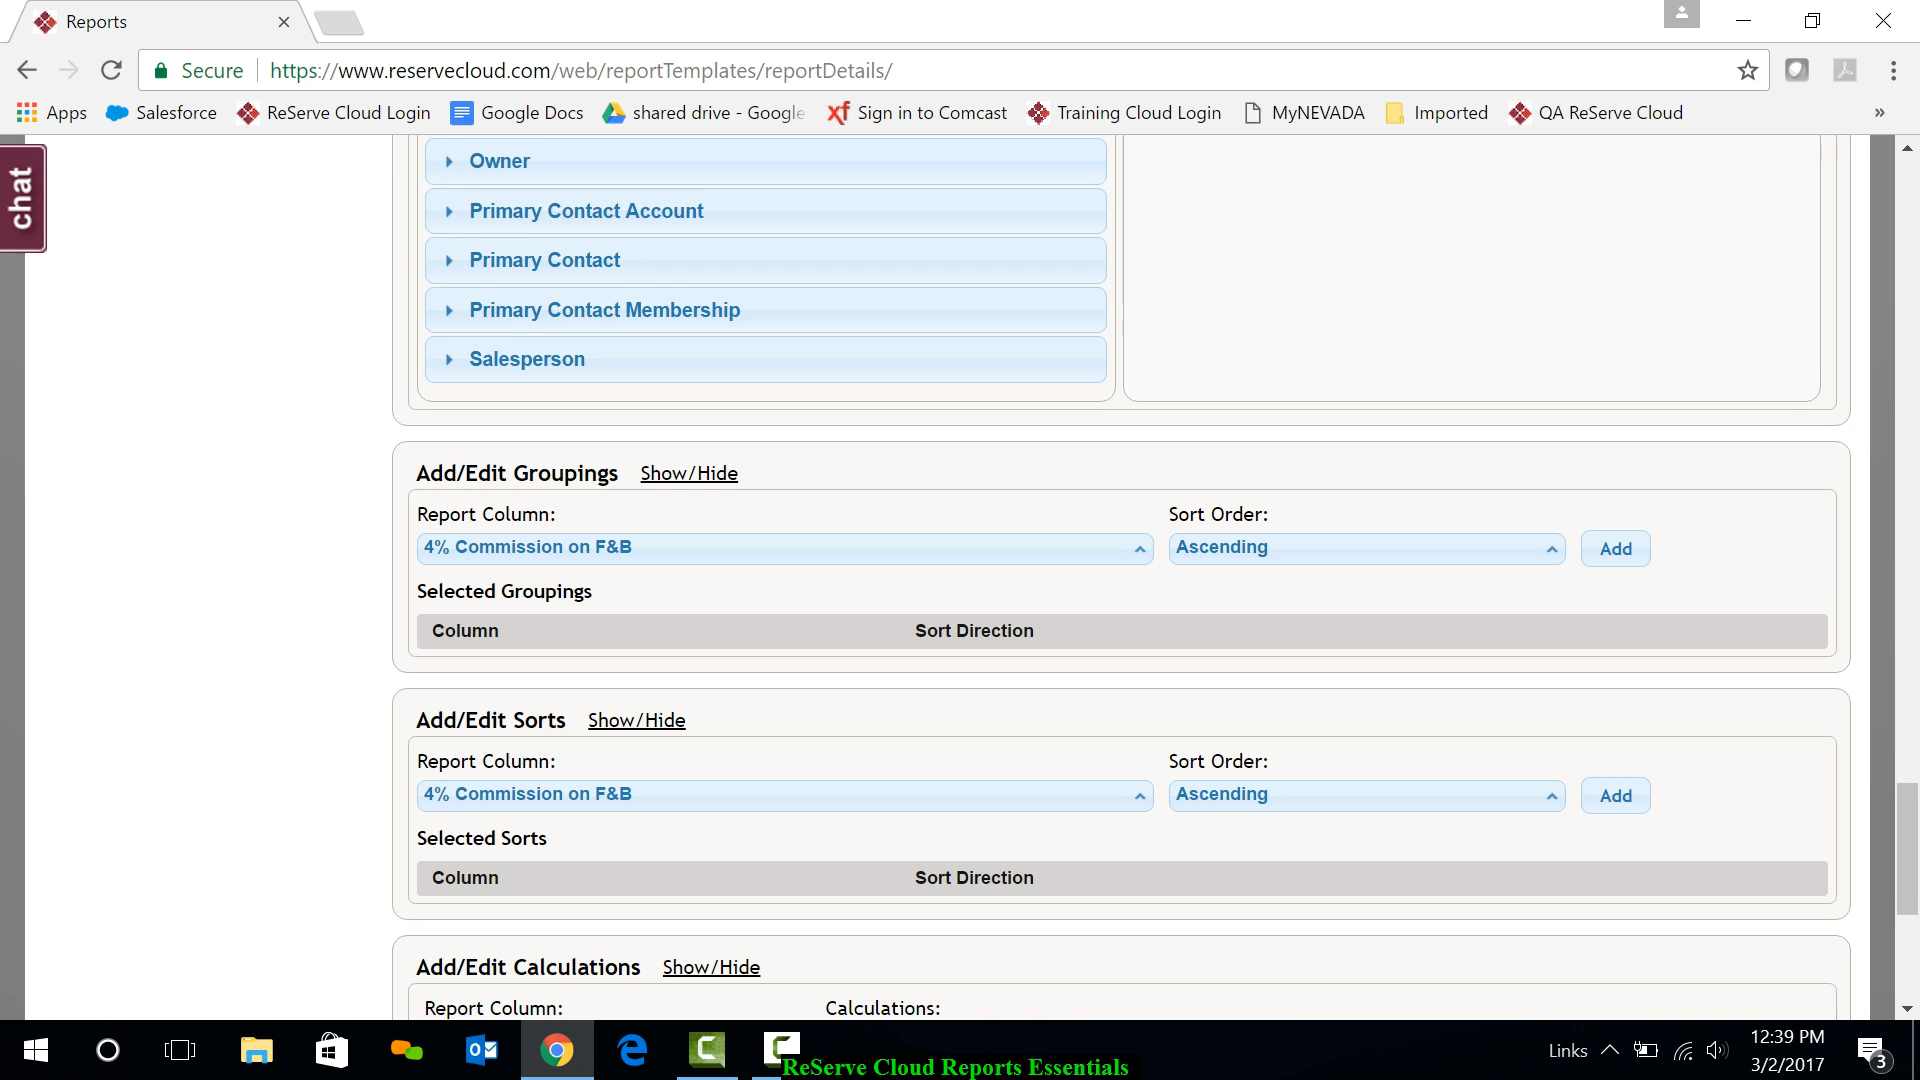 Reports
Secure https://www.reservecloud.com/web/reportTemplates/reportDetails/
Apps Salesforce ReServe Cloud Login Google Docs shared drive - Google Sign in to Comcast Training Cloud Login MyNEVADA Imported QA ReServe Cloud »
chat
Owner
Primary Contact Account
Primary Contact
Primary Contact Membership
Salesperson
Add/Edit Groupings Show/Hide
Report Column: Sort Order:
4% Commission on F&B Ascending Add
Selected Groupings
Column Sort Direction
Add/Edit Sorts Show/Hide
Report Column: Sort Order:
4% Commission on F&B Ascending Add
Selected Sorts
Column Sort Direction
Add/Edit Calculations Show/Hide
Report Column: Calculations:
Links 12:39 PM
3/2/2017 3
ReServe Cloud Reports Essentials